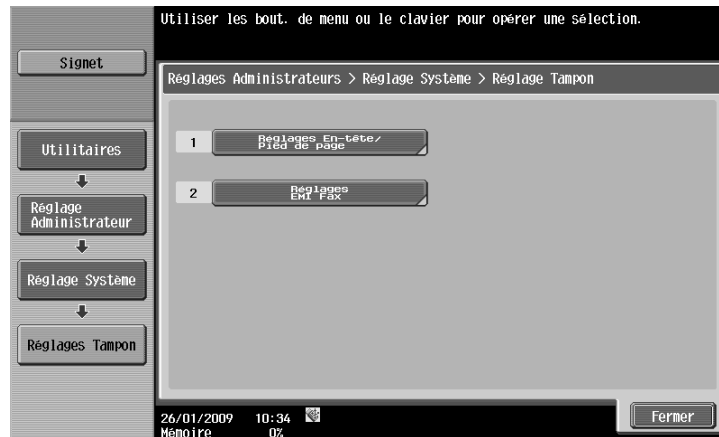 Utiliser les bout. de menu ou le clavier pour opérer une sélection.
Signet
Réglages Administrateurs > Réglage Système > Réglage Tampon
Utilitaires
Réglage
Administrateur
Réglage Système
Réglages Tampon
1
Réglages En-tête/
Pied de page
2
Réglages
EMI Fax
26/01/2009 10:34
Mémoire 0%
Fermer